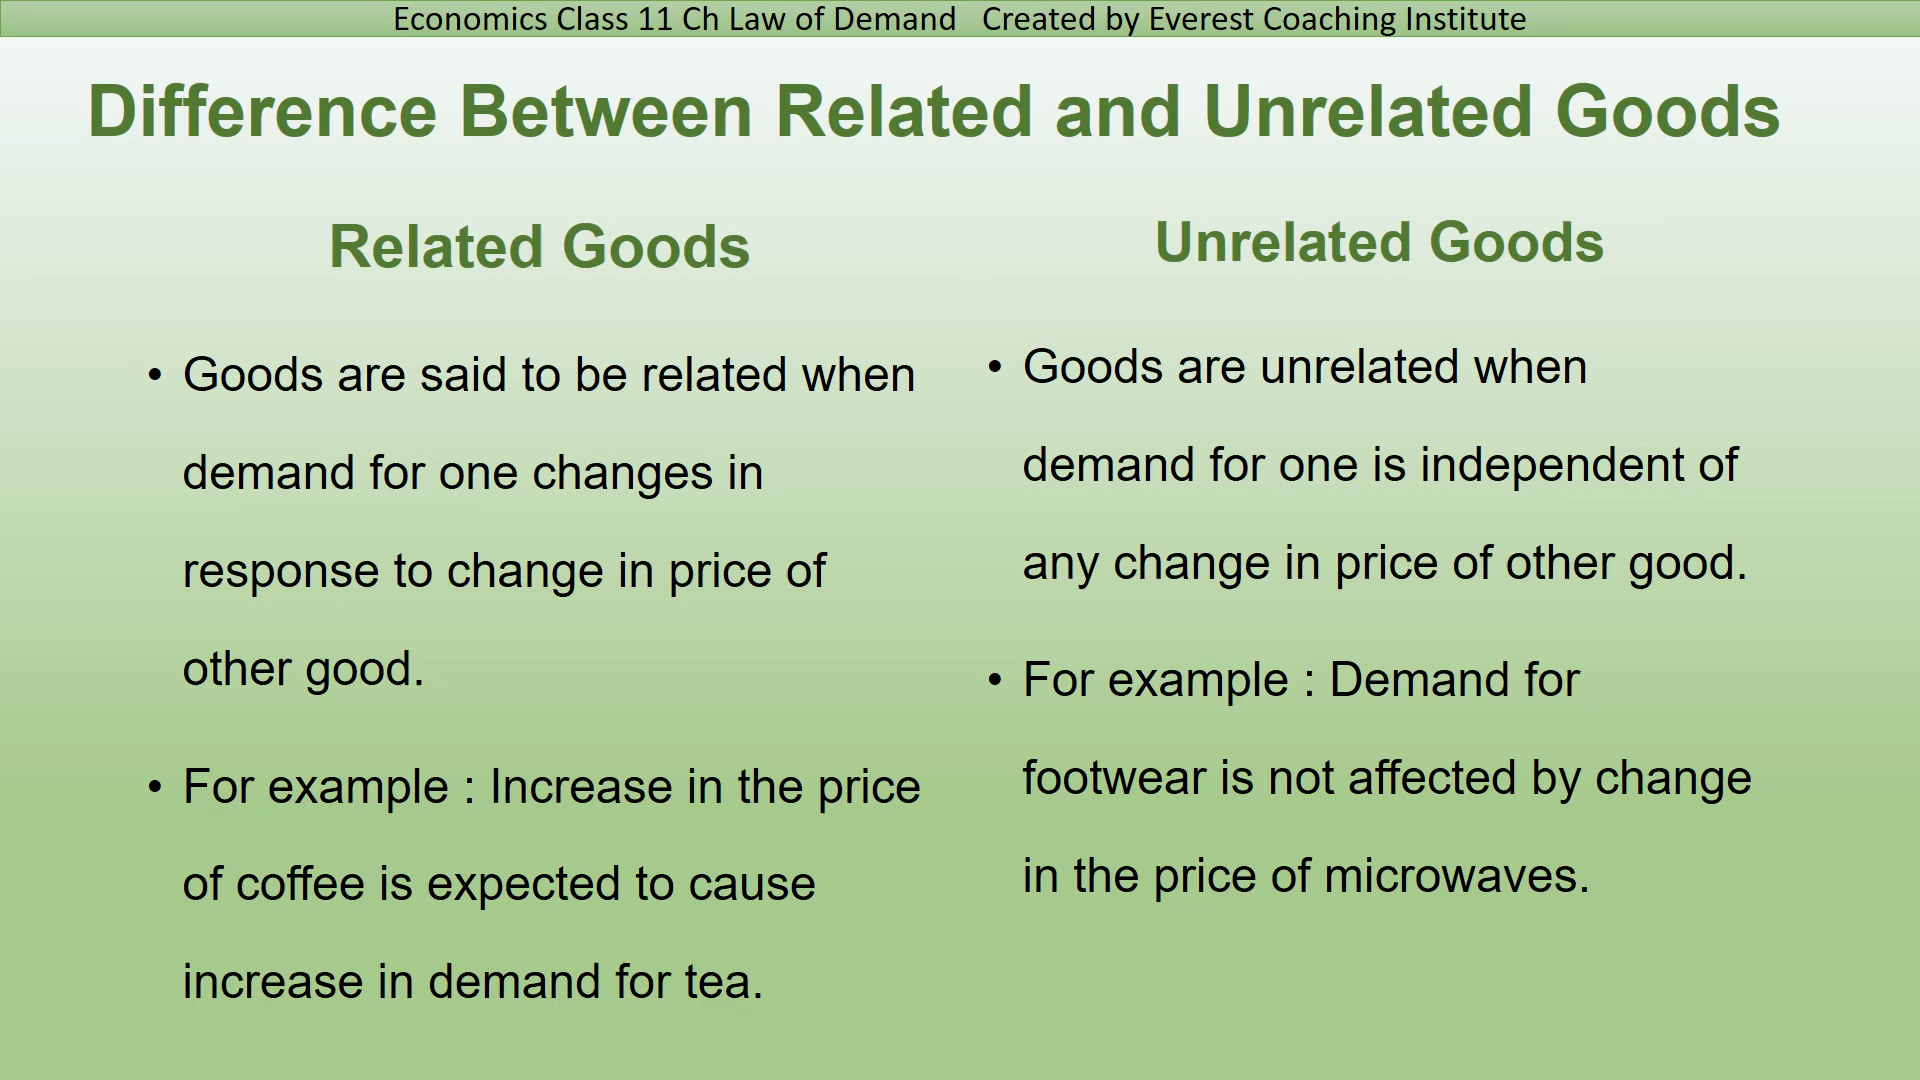 Economics Class 11 Ch Law of Demand   Created by Everest Coaching Institute
Difference Between Related and Unrelated Goods
Related Goods
• Goods are said to be related when
demand for one changes in
response to change in price of
other good.
• For example : Increase in the price
of coffee is expected to cause
increase in demand for tea.
Unrelated Goods
• Goods are unrelated when
demand for one is independent of
any change in price of other good.
• For example : Demand for
footwear is not affected by change
in the price of microwaves.